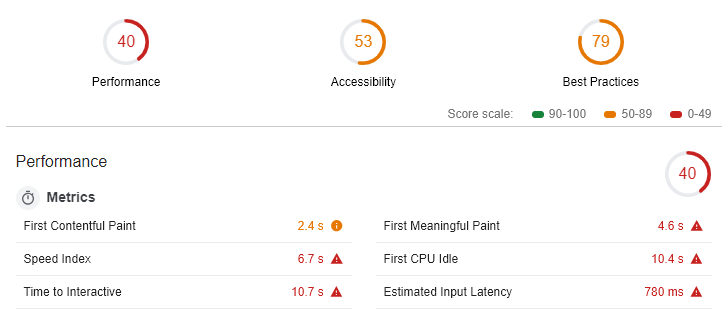 40 53 79
Performance Accessibility Best Practices
Score scale: 90-100 50-89 0-49
Performance 40
Metrics
First Contentful Paint 2.4 s First Meaningful Paint 4.6 s
Speed Index 6.7 s First CPU Idle 10.4 s
Time to Interactive 10.7 s Estimated Input Latency 780 ms